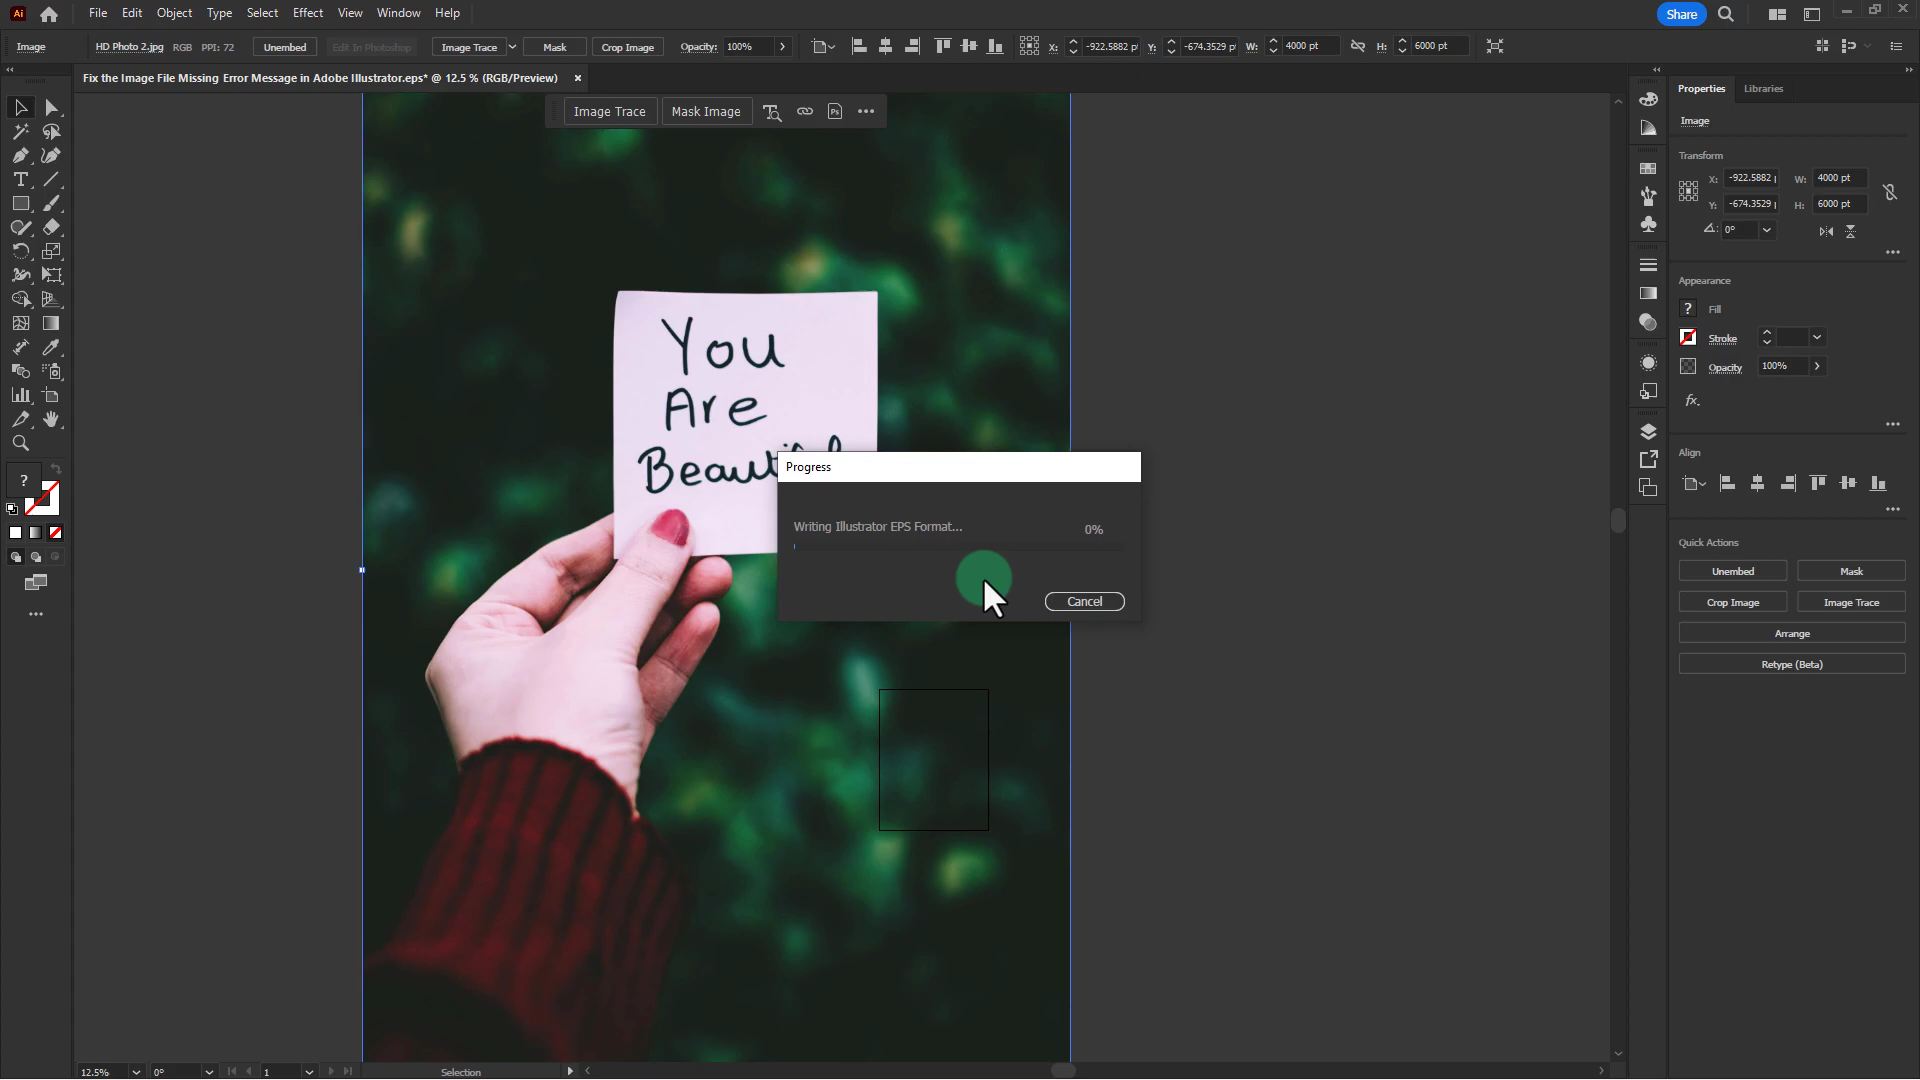 Ai File Edit Object Type Select Effect View Window Help Share
Image HD Photo 2.jpg RGB PPI: 72 Unembed Edit In Photoshop Image Trace Mask Crop Image Opacity: 100% X: -922.5882 pt Y: -674.3529 pt W: 4000 pt H: 6000 pt
Fix the Image File Missing Error Message in Adobe Illustrator.eps* @ 12.5 % (RGB/Preview) ×
Image Trace Mask Image Ps
You
Are
Progress
Writing Illustrator EPS Format... 0%
Cancel
T
?
Properties Libraries
Image
Transform
X: -922.5882 W: 4000 pt
Y: -674.3529 H: 6000 pt
0°
Appearance
? Fill
Stroke
Opacity 100%
fx.
Align
Quick Actions
Unembed Mask
Crop Image Image Trace
Arrange
Retype (Beta)
12.5% 0° 1 Selection